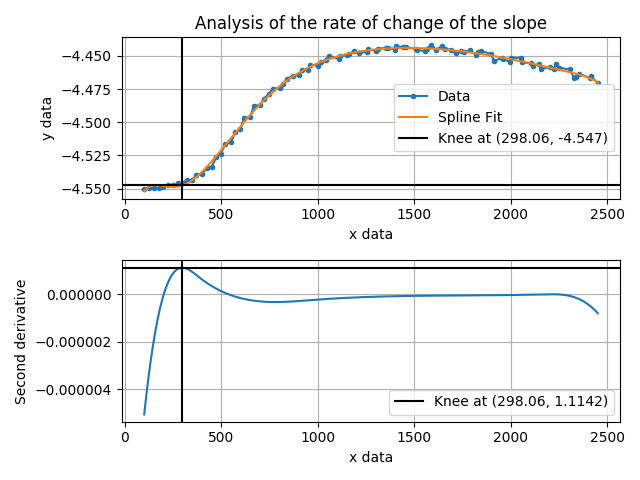 Analysis of the rate of change of the slope
y data
−4.450
−4.475
−4.500
−4.525
−4.550
Data
Spline Fit
Knee at (298.06, -4.547)
0 500 1000 1500 2000 2500
x data
Second derivative
0.000000
−0.000002
−0.000004
Knee at (298.06, 1.1142)
0 500 1000 1500 2000 2500
x data